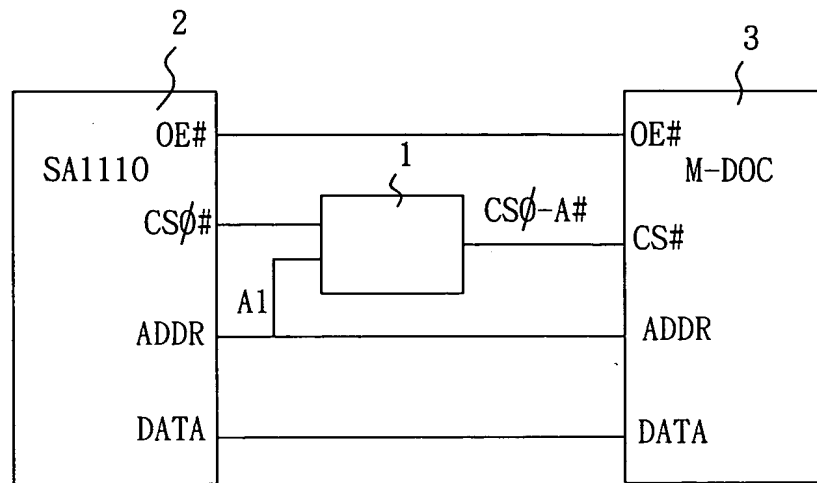 2
3
OE#
OE#
SA1110
1
M-DOC
CSØ#
CSØ-A#
CS#
A1
ADDR
ADDR
DATA
DATA